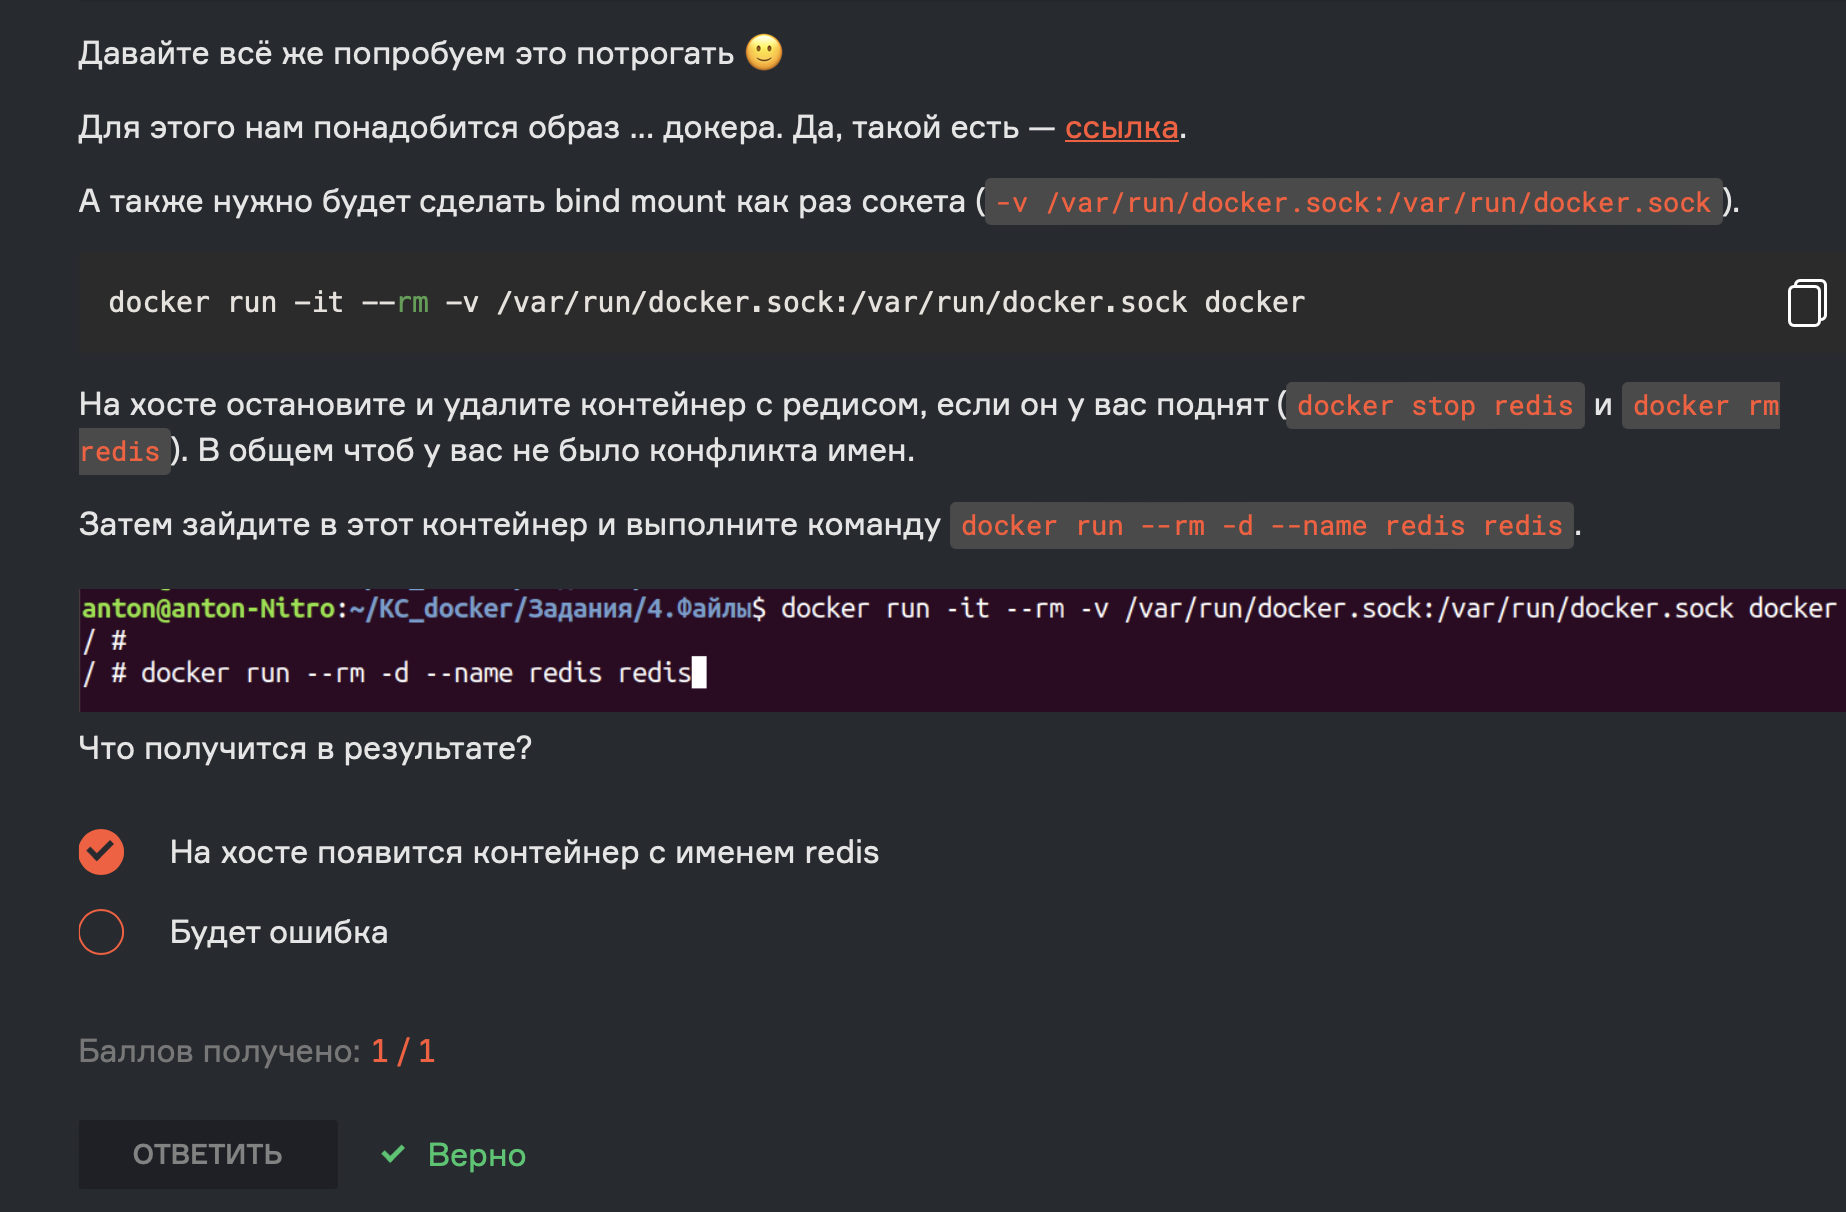 Давайте всё же попробуем это потрогать 🙂
Для этого нам понадобится образ ... докера. Да, такой есть — ссылка.
А также нужно будет сделать bind mount как раз сокета ( -v /var/run/docker.sock:/var/run/docker.sock ).
docker run -it --rm -v /var/run/docker.sock:/var/run/docker.sock docker
На хосте остановите и удалите контейнер с редисом, если он у вас поднят ( docker stop redis и docker rm
redis ). В общем чтоб у вас не было конфликта имен.
Затем зайдите в этот контейнер и выполните команду docker run --rm -d --name redis redis .
anton@anton-Nitro:~/KC_docker/Задания/4.Файлы$ docker run -it --rm -v /var/run/docker.sock:/var/run/docker.sock docker
/ #
/ # docker run --rm -d --name redis redis
Что получится в результате?
На хосте появится контейнер с именем redis
Будет ошибка
Баллов получено: 1 / 1
ОТВЕТИТЬ
Верно